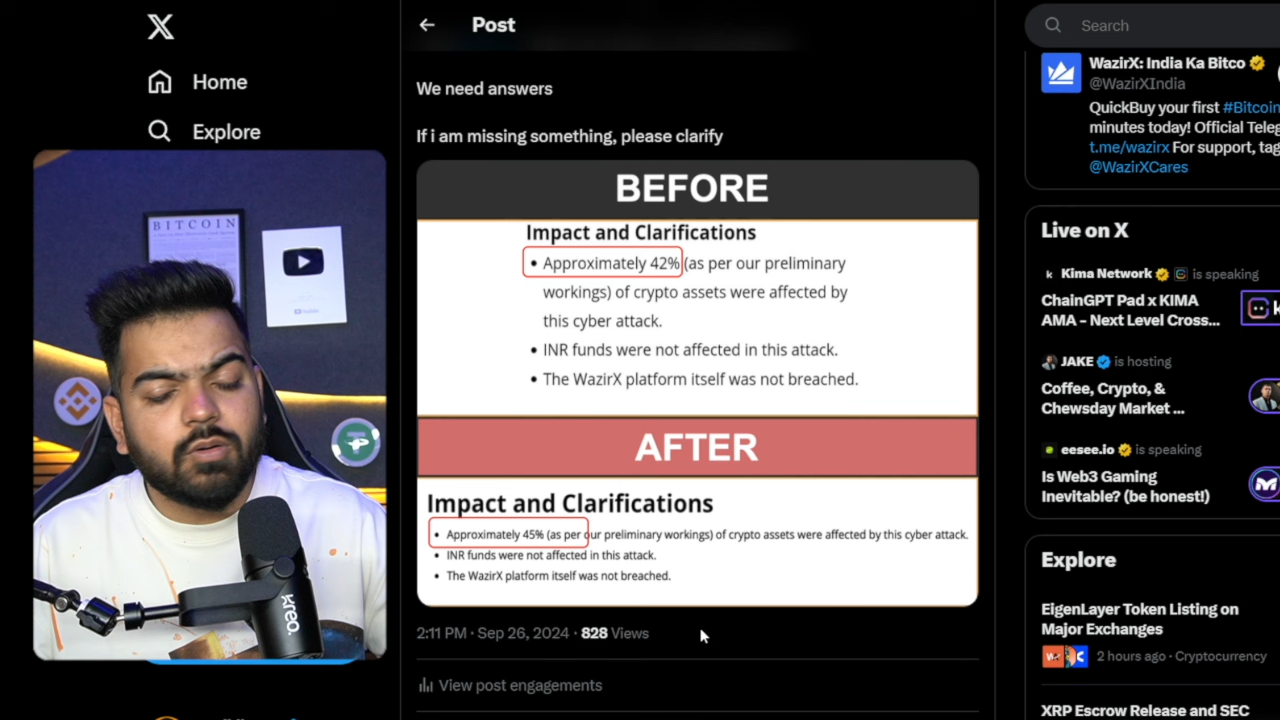 Home
Explore
BITCOIN
kreo.
Post
We need answers
If i am missing something, please clarify
BEFORE
Impact and Clarifications
• Approximately 42% (as per our preliminary
workings) of crypto assets were affected by
this cyber attack.
• INR funds were not affected in this attack.
• The WazirX platform itself was not breached.
AFTER
Impact and Clarifications
• Approximately 45% (as per our preliminary workings) of crypto assets were affected by this cyber attack.
• INR funds were not affected in this attack.
• The WazirX platform itself was not breached.
2:11 PM · Sep 26, 2024 · 828 Views
View post engagements
Search
WazirX: India Ka Bitco
@WazirXIndia
QuickBuy your first #Bitcoin
minutes today! Official Teleg
t.me/wazirx For support, tag
@WazirXCares
Live on X
Kima Network is speaking
ChainGPT Pad x KIMA
AMA – Next Level Cross...
JAKE is hosting
Coffee, Crypto, &
Chewsday Market ...
eesee.io is speaking
Is Web3 Gaming
Inevitable? (be honest!)
Explore
EigenLayer Token Listing on
Major Exchanges
2 hours ago · Cryptocurrency
XRP Escrow Release and SEC